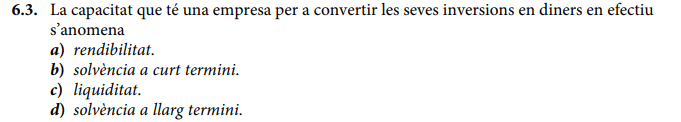 6.3. La capacitat que té una empresa per a convertir les seves inversions en diners en efectiu
s'anomena
a) rendibilitat.
b) solvència a curt termini.
c) liquiditat.
d) solvència a llarg termini.